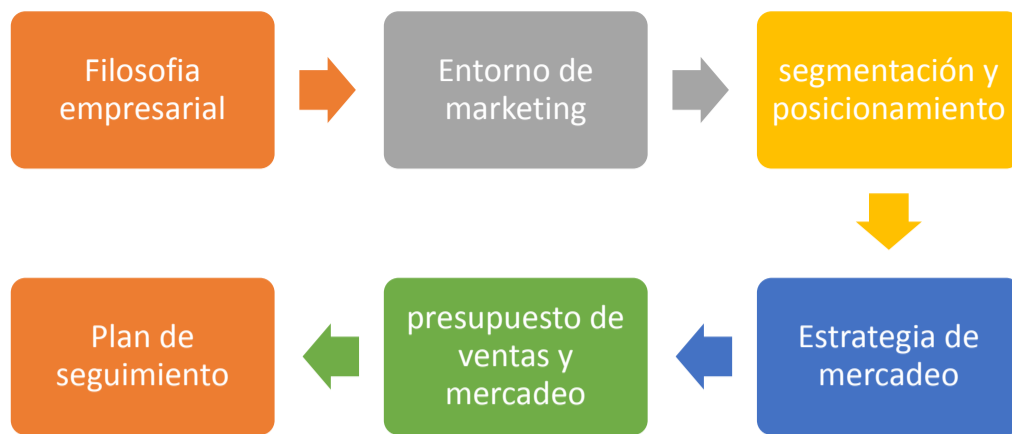 Filosofia
empresarial
Entorno de
marketing
segmentación y
posicionamiento
Estrategia de
mercadeo
presupuesto de
ventas y
mercadeo
Plan de
seguimiento